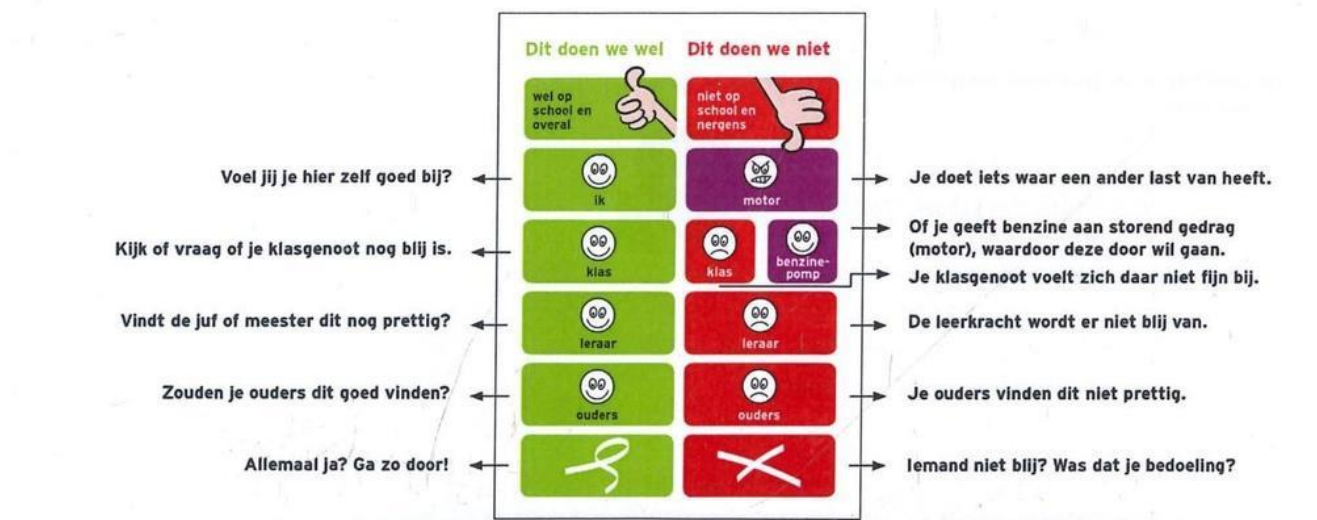 Dit doen we wel
Dit doen we niet
wel op
school en
overal
niet op
school en
nergens
Voel jij je hier zelf goed bij?
ik
motor
Je doet iets waar een ander last van heeft.
Kijk of vraag of je klasgenoot nog blij is.
klas
klas
benzine-
pomp
Of je geeft benzine aan storend gedrag
(motor), waardoor deze door wil gaan.
Je klasgenoot voelt zich daar niet fijn bij.
Vindt de juf of meester dit nog prettig?
leraar
leraar
De leerkracht wordt er niet blij van.
Zouden je ouders dit goed vinden?
ouders
ouders
Je ouders vinden dit niet prettig.
Allemaal ja? Ga zo door!
Iemand niet blij? Was dat je bedoeling?